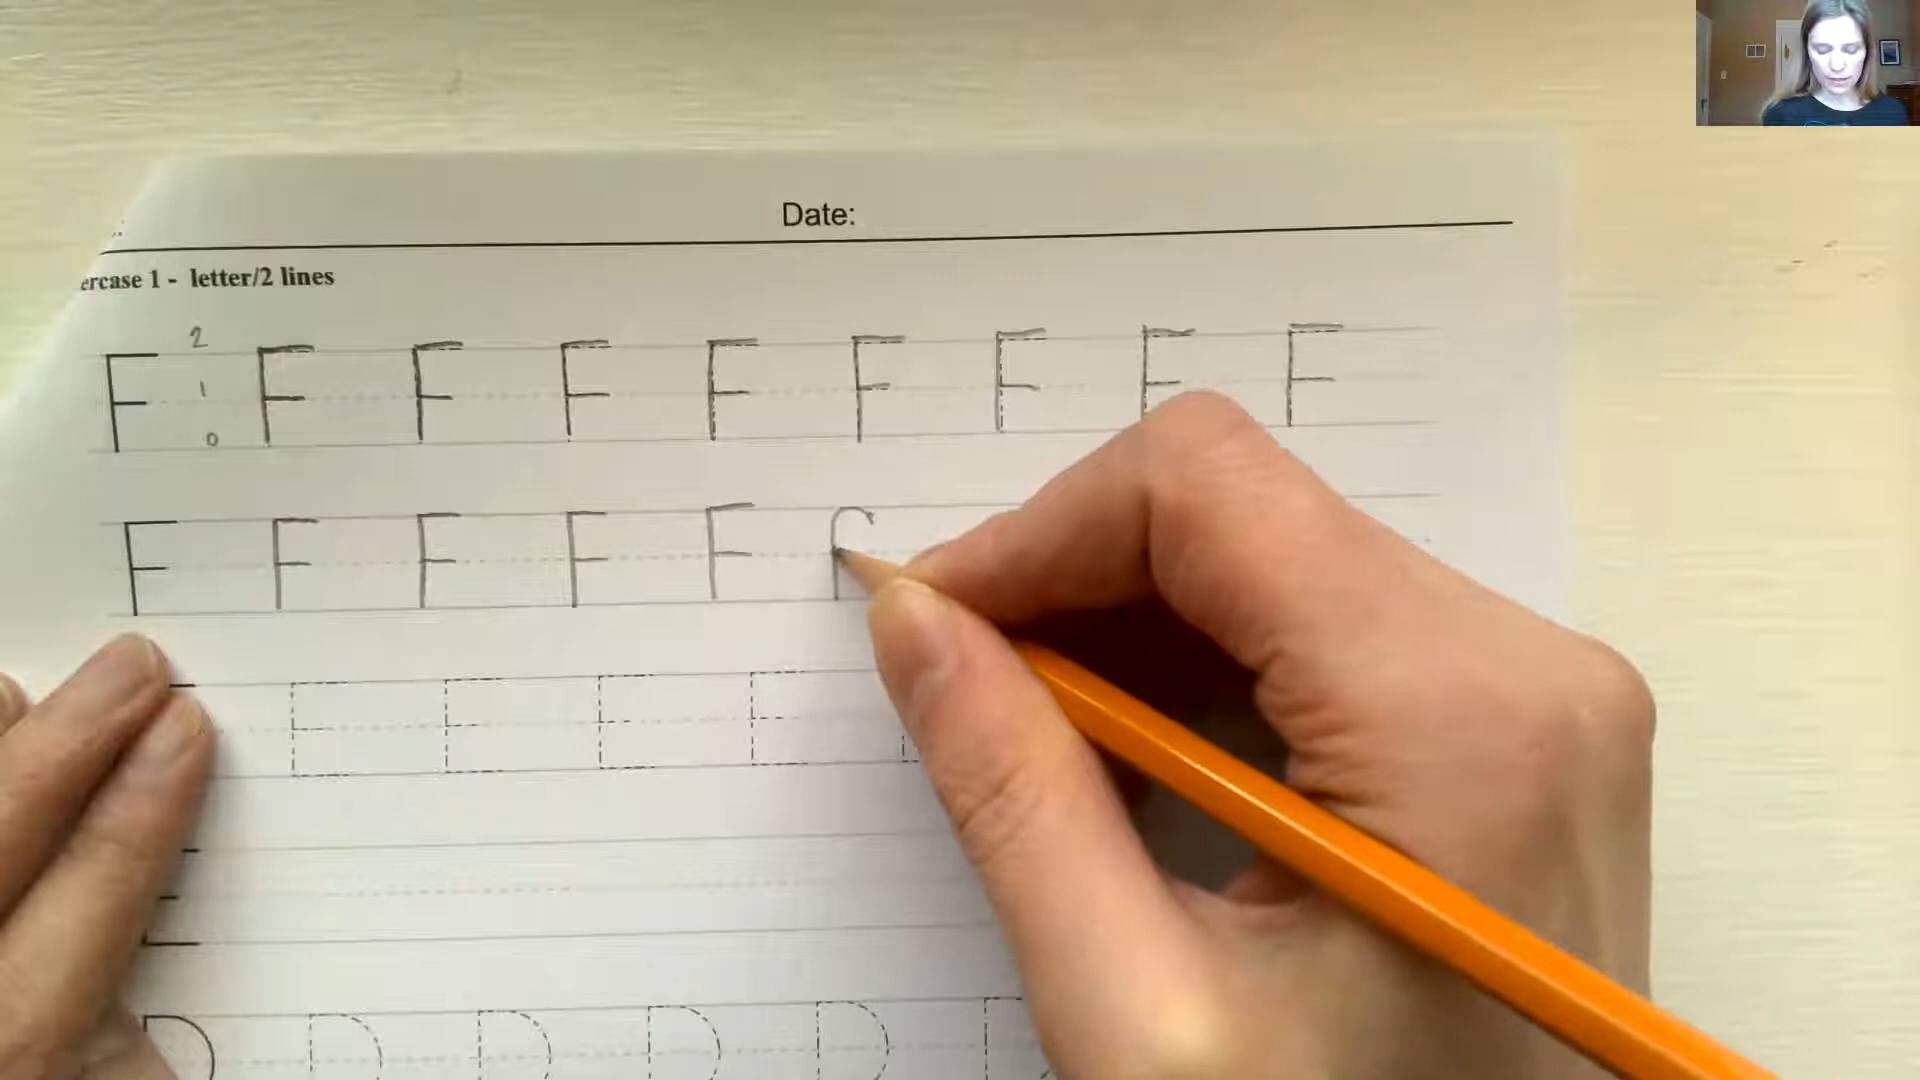 Date:
ercase 1 - letter/2 lines
2
F F F F F F F F F
1
0
F F F F F
E E E E
D D D D D